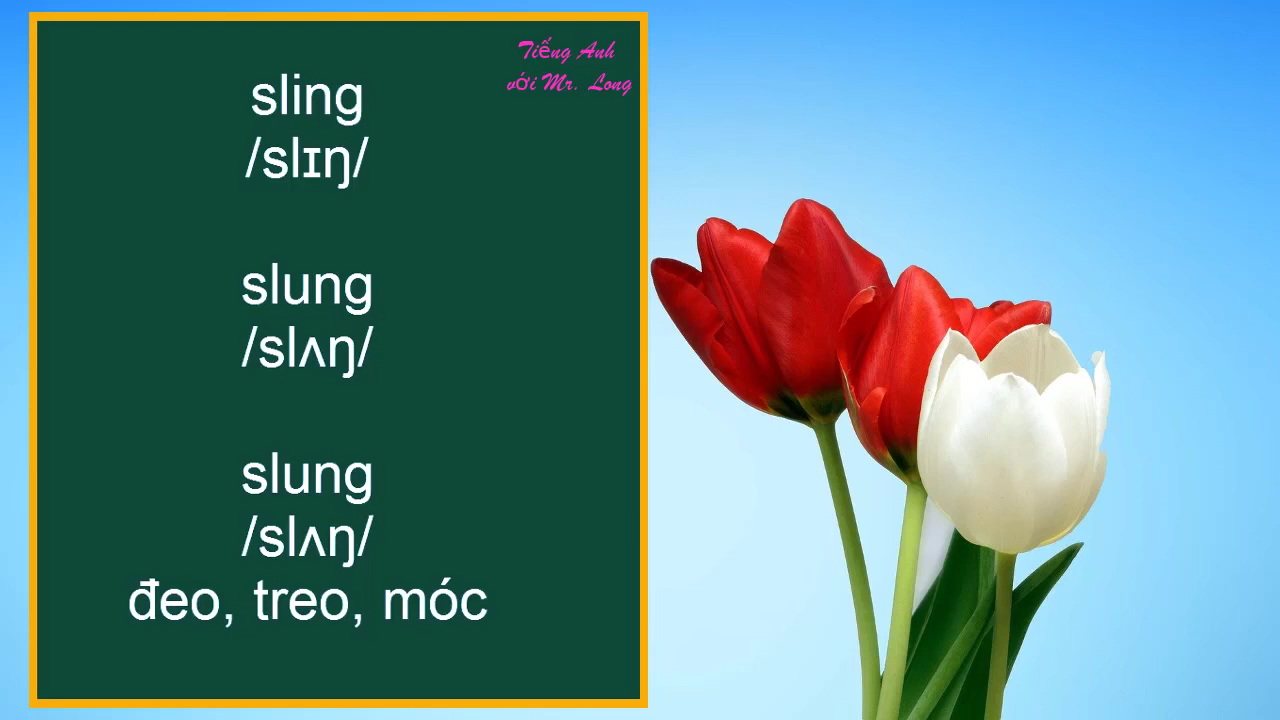 Tiếng Anh
với Mr. Long
sling
/slɪŋ/
slung
/slʌŋ/
slung
/slʌŋ/
đeo, treo, móc